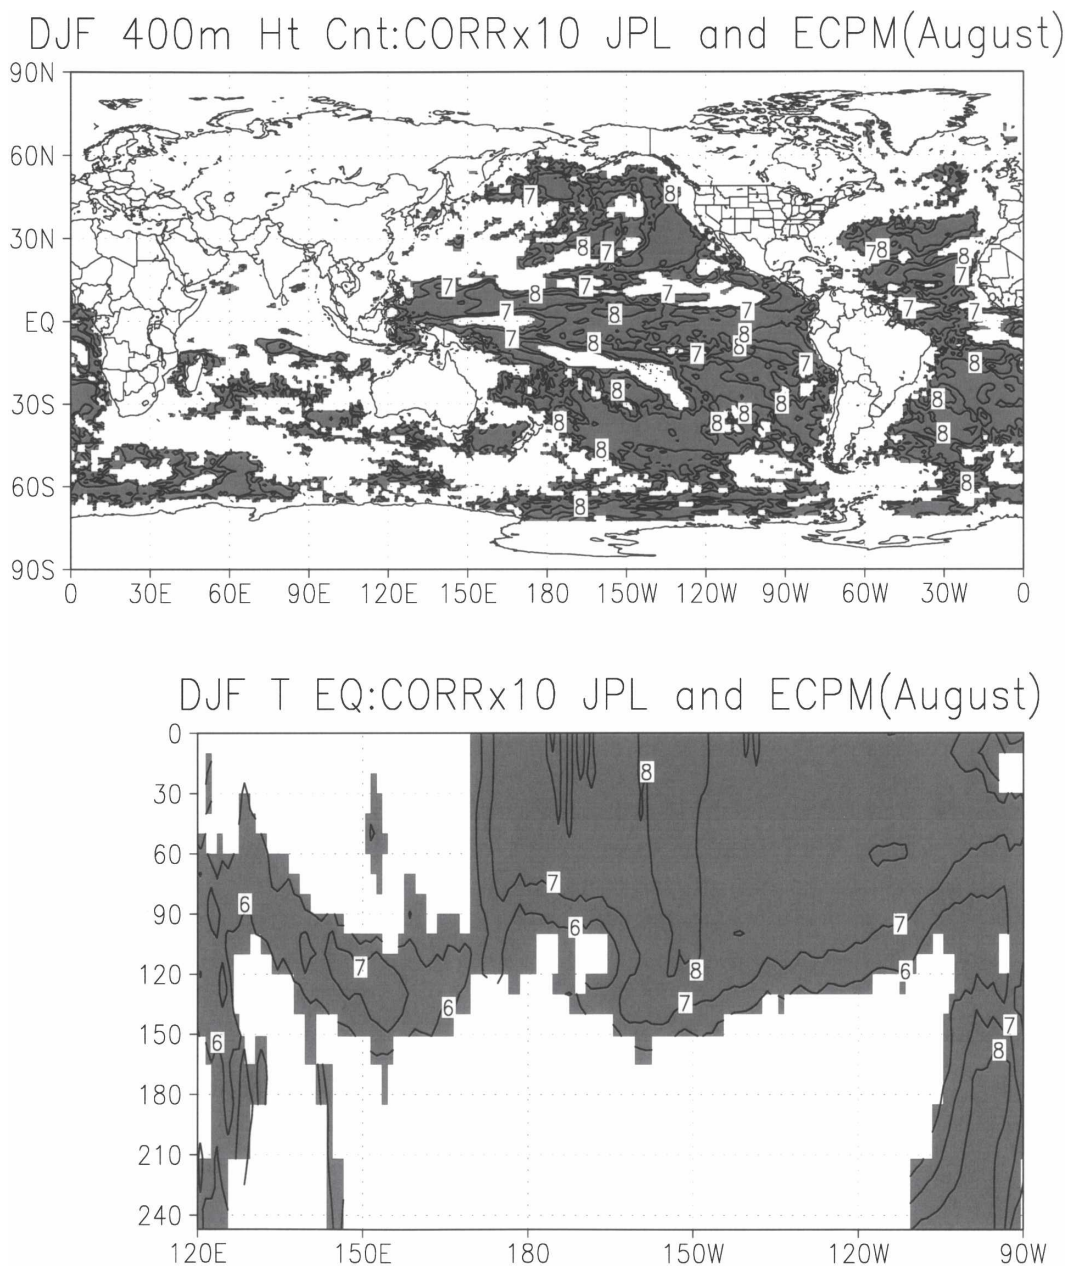 DJF 400m Ht Cnt:CORRx10 JPL and ECPM(August)
90N
60N
30N
EQ
30S
60S
90S
7 8
8 7 78 8
7 8 7 7 7 7 7
7 8 7 8
7 8 7 8 7 8
8 8
8 8 8 8 8
8 8
8 8
0 30E 60E 90E 120E 150E 180 150W 120W 90W 60W 30W 0
DJF T EQ:CORRx10 JPL and ECPM(August)
0
30
60
90
120
150
180
210
240
8
7
6 6 7
7 8 6
6 7
6 7
8
120E 150E 180 150W 120W 90W